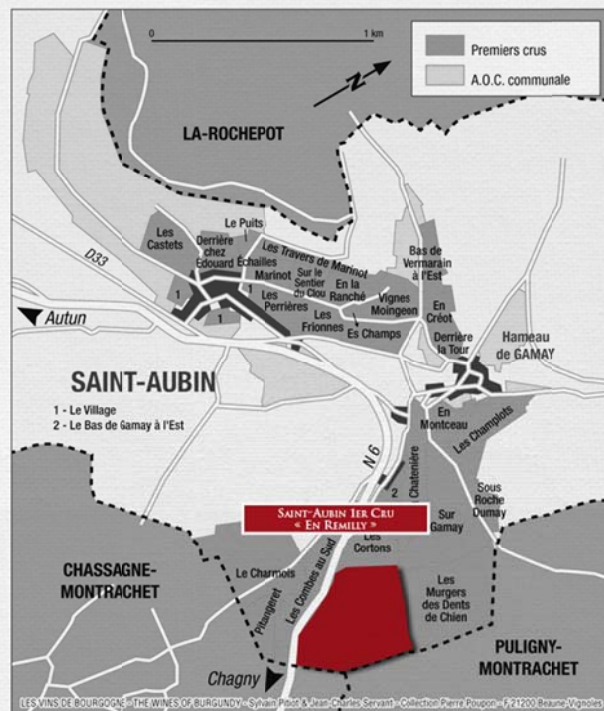 0
1 km
Premiers crus
A.O.C. communale
N
LA-ROCHEPOT
D33
Les
Castets
Derrière
chez
Édouard
Le Puits
Échailles
Les Travers de Marinot
Marinot
Sur le
Sentier
du Clou
En la
Ranché
Bas de
Vermarain
à l'Est
Vignes
Moingeon
En
Créot
1
1
1
Les
Perrières
Les
Frionnes
Es Champs
Derrière
la Tour
Hameau
de GAMAY
Autun
SAINT-AUBIN
1 - Le Village
2 - Le Bas de Gamay à l'Est
En
Montceau
Les Champlots
N 6
Chatenière
2
Sur
Gamay
Sous
Roche
Dumay
SAINT-AUBIN 1ER CRU
« EN REMILLY »
Les
Cortons
CHASSAGNE-
MONTRACHET
Le Charmois
Pitangeret
Les Combes au Sud
Les
Murgers
des Dents
de Chien
PULIGNY-
MONTRACHET
Chagny
LES VINS DE BOURGOGNE - THE WINES OF BURGUNDY - Sylvain Pitiot & Jean-Charles Servant - Collection Pierre Poupon - F 21200 Beaune-Vignoles